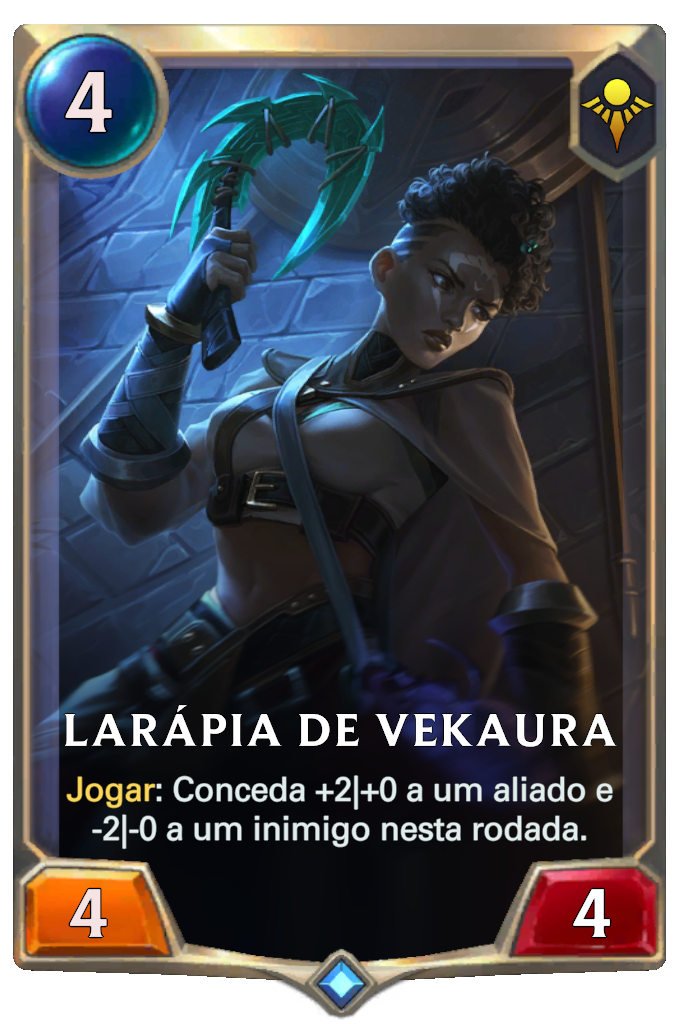 4
LARÁPIA DE VEKAURA
Jogar: Conceda +2|+0 a um aliado e
-2|-0 a um inimigo nesta rodada.
4
4